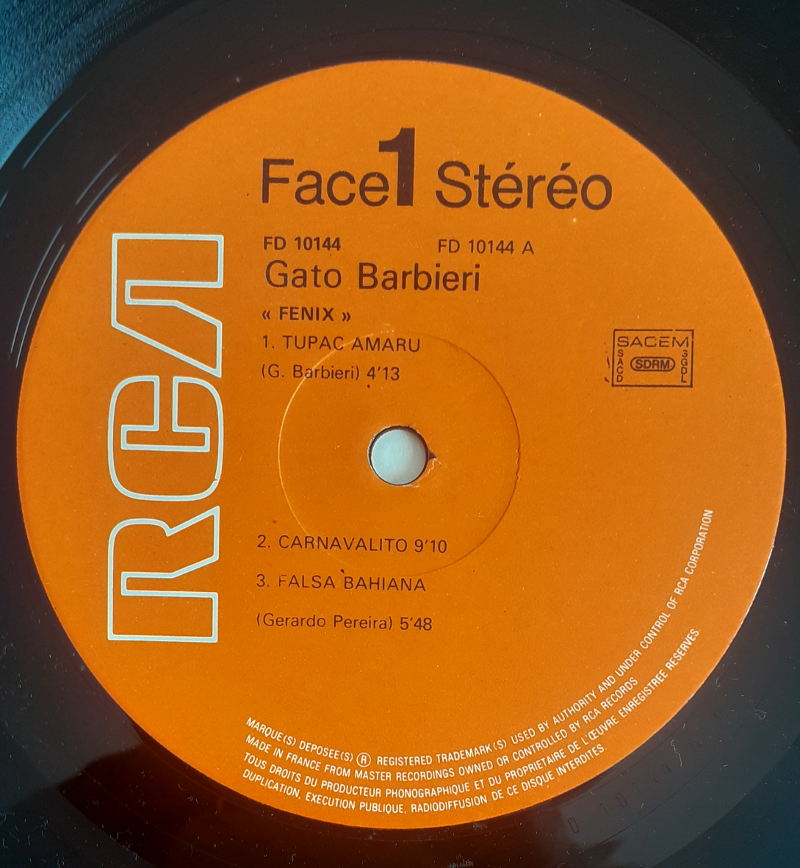 Face 1 Stéréo
FD 10144 FD 10144 A
Gato Barbieri
« FENIX »
1. TUPAC AMARU
(G. Barbieri) 4'13
2. CARNAVALITO 9'10
3. FALSA BAHIANA
(Gerardo Pereira) 5'48
RCA
SACEM
SACD
SDRM
SGDL
MARQUE(S) DEPOSEE(S) ® REGISTERED TRADEMARK(S) USED BY AUTHORITY AND UNDER CONTROL OF RCA CORPORATION
MADE IN FRANCE FROM MASTER RECORDINGS OWNED OR CONTROLLED BY RCA RECORDS
TOUS DROITS DU PRODUCTEUR PHONOGRAPHIQUE ET DU PROPRIETAIRE DE L'ŒUVRE ENREGISTREE RESERVES
DUPLICATION, EXECUTION PUBLIQUE, RADIODIFFUSION DE CE DISQUE INTERDITES.